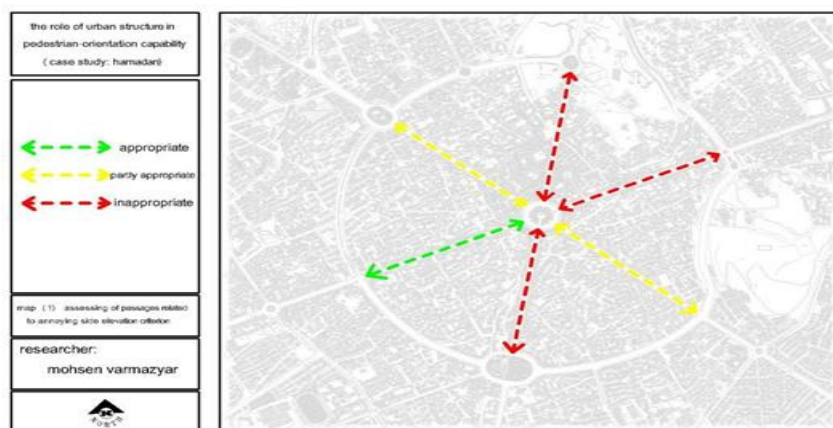 the role of urban structure in
pedestrian-orientation capability
( case study: hamadan)
appropriate
partly appropriate
inappropriate
map (1) assessing of passages related
to annoying side elevation criterion
researcher:
mohsen varmazyar
NORTH